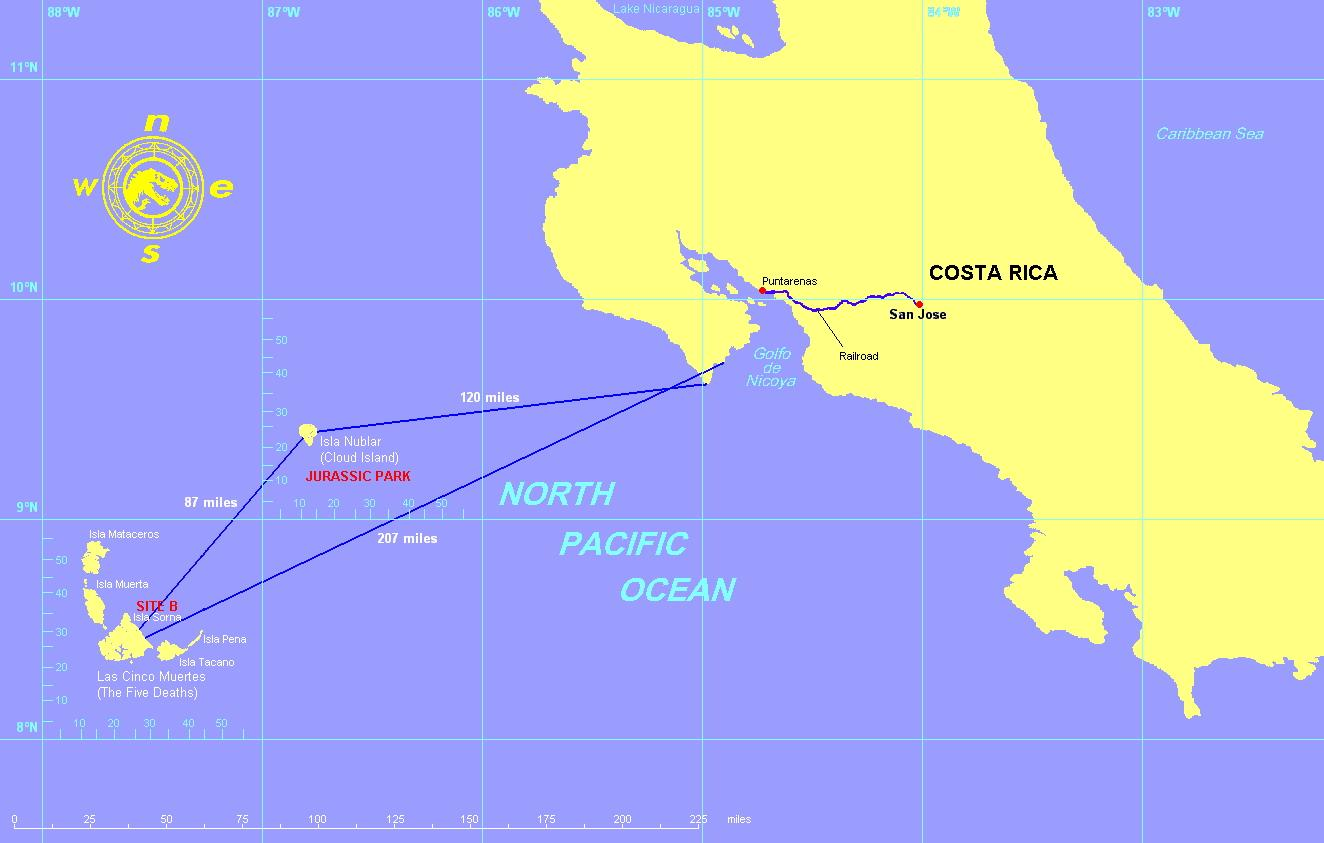 88°W
87°W
86°W
Lake Nicaragua
85°W
84°W
83°W
11°N
n
w
e
s
Caribbean Sea
COSTA RICA
Puntarenas
10°N
San Jose
Railroad
Golfo
de
Nicoya
50
40
30
20
10
10 20 30 40 50
120 miles
Isla Nublar
(Cloud Island)
JURASSIC PARK
87 miles
207 miles
NORTH
PACIFIC
OCEAN
9°N
Isla Mataceros
Isla Muerta
SITE B
Isla Sorna
Isla Pena
Isla Tacano
Las Cinco Muertes
(The Five Deaths)
50
40
30
20
10
10 20 30 40 50
8°N
0 25 50 75 100 125 150 175 200 225 miles